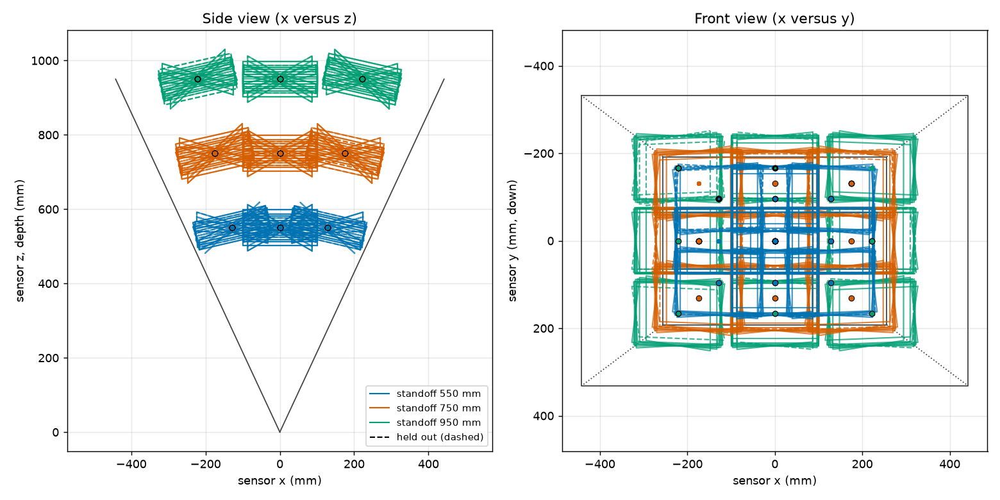 Side view (x versus z)
sensor z, depth (mm)
1000
800
600
400
200
0
−400
−200
0
200
400
sensor x (mm)
standoff 550 mm
standoff 750 mm
standoff 950 mm
held out (dashed)
Front view (x versus y)
sensor y (mm, down)
−400
−200
0
200
400
−400
−200
0
200
400
sensor x (mm)